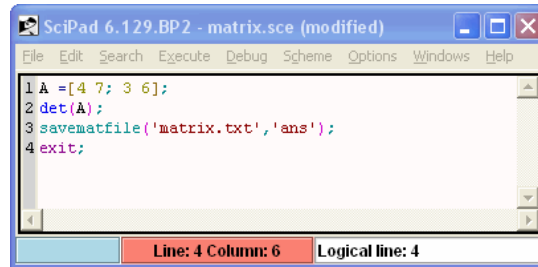 SciPad 6.129.BP2 - matrix.sce (modified)
File Edit Search Execute Debug Scheme Options Windows Help
1 A =[4 7; 3 6];
2 det(A);
3 savematfile('matrix.txt','ans');
4 exit;
Line: 4 Column: 6 Logical line: 4